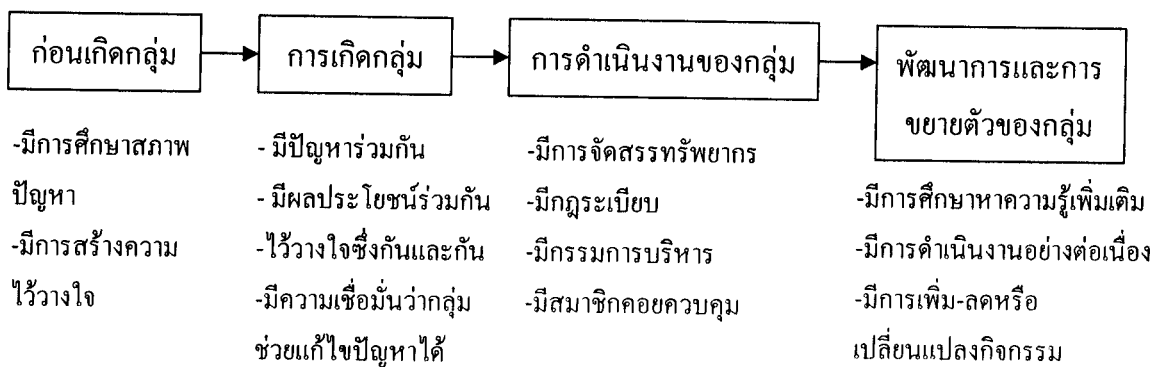 ก่อนเกิดกลุ่ม
-มีการศึกษาสภาพ
ปัญหา
-มีการสร้างความ
ไว้วางใจ
การเกิดกลุ่ม
- มีปัญหาร่วมกัน
- มีผลประโยชน์ร่วมกัน
-ไว้วางใจซึ่งกันและกัน
-มีความเชื่อมั่นว่ากลุ่ม
ช่วยแก้ไขปัญหาได้
การดำเนินงานของกลุ่ม
-มีการจัดสรรทรัพยากร
-มีกฎระเบียบ
-มีกรรมการบริหาร
-มีสมาชิกคอยควบคุม
พัฒนาการและการ
ขยายตัวของกลุ่ม
-มีการศึกษาหาความรู้เพิ่มเติม
-มีการดำเนินงานอย่างต่อเนื่อง
-มีการเพิ่ม-ลดหรือ
เปลี่ยนแปลงกิจกรรม